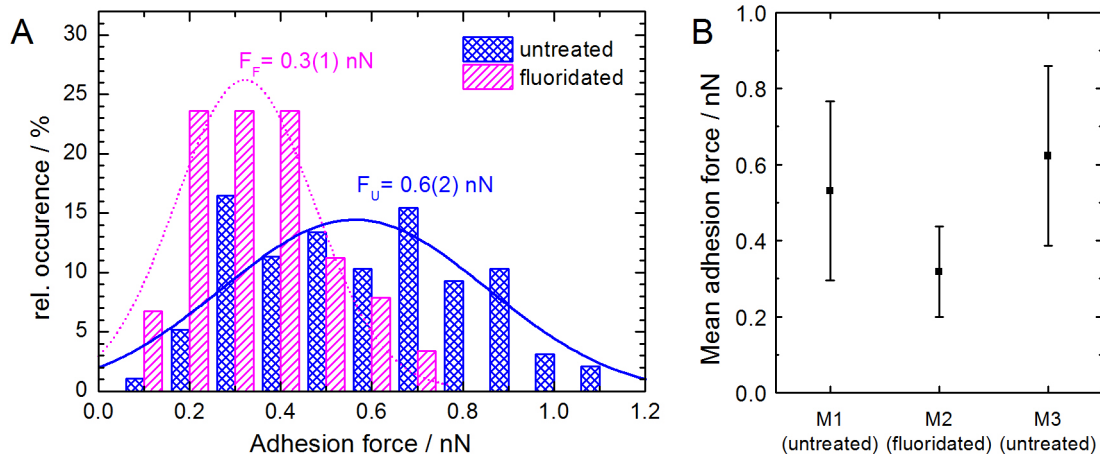 A
30
25
20
15
10
5
0
rel. occurence / %
F_F= 0.3(1) nN
F_U= 0.6(2) nN
untreated
fluoridated
0.0 0.2 0.4 0.6 0.8 1.0 1.2
Adhesion force / nN
B
1.0
0.8
0.6
0.4
0.2
0.0
Mean adhesion force / nN
M1 M2 M3
(untreated) (fluoridated) (untreated)